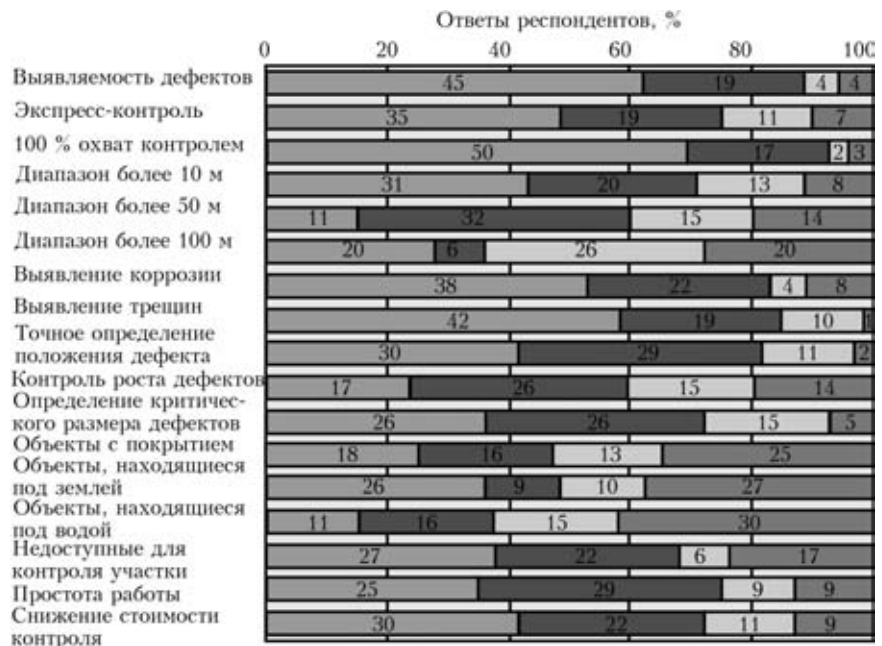 Ответы респондентов, %
0 20 40 60 80 100
Выявляемость дефектов 45 19 4 4
Экспресс-контроль 35 19 11 7
100 % охват контролем 50 17 2 3
Диапазон более 10 м 31 20 13 8
Диапазон более 50 м 11 32 15 14
Диапазон более 100 м 20 6 26 20
Выявление коррозии 38 22 4 8
Выявление трещин 42 19 10 1
Точное определение
положения дефекта 30 29 11 2
Контроль роста дефектов 17 26 15 14
Определение критичес-
кого размера дефектов 26 26 15 5
Объекты с покрытием 18 16 13 25
Объекты, находящиеся
под землей 26 9 10 27
Объекты, находящиеся
под водой 11 16 15 30
Недоступные для
контроля участки 27 22 6 17
Простота работы 25 29 9 9
Снижение стоимости
контроля 30 22 11 9